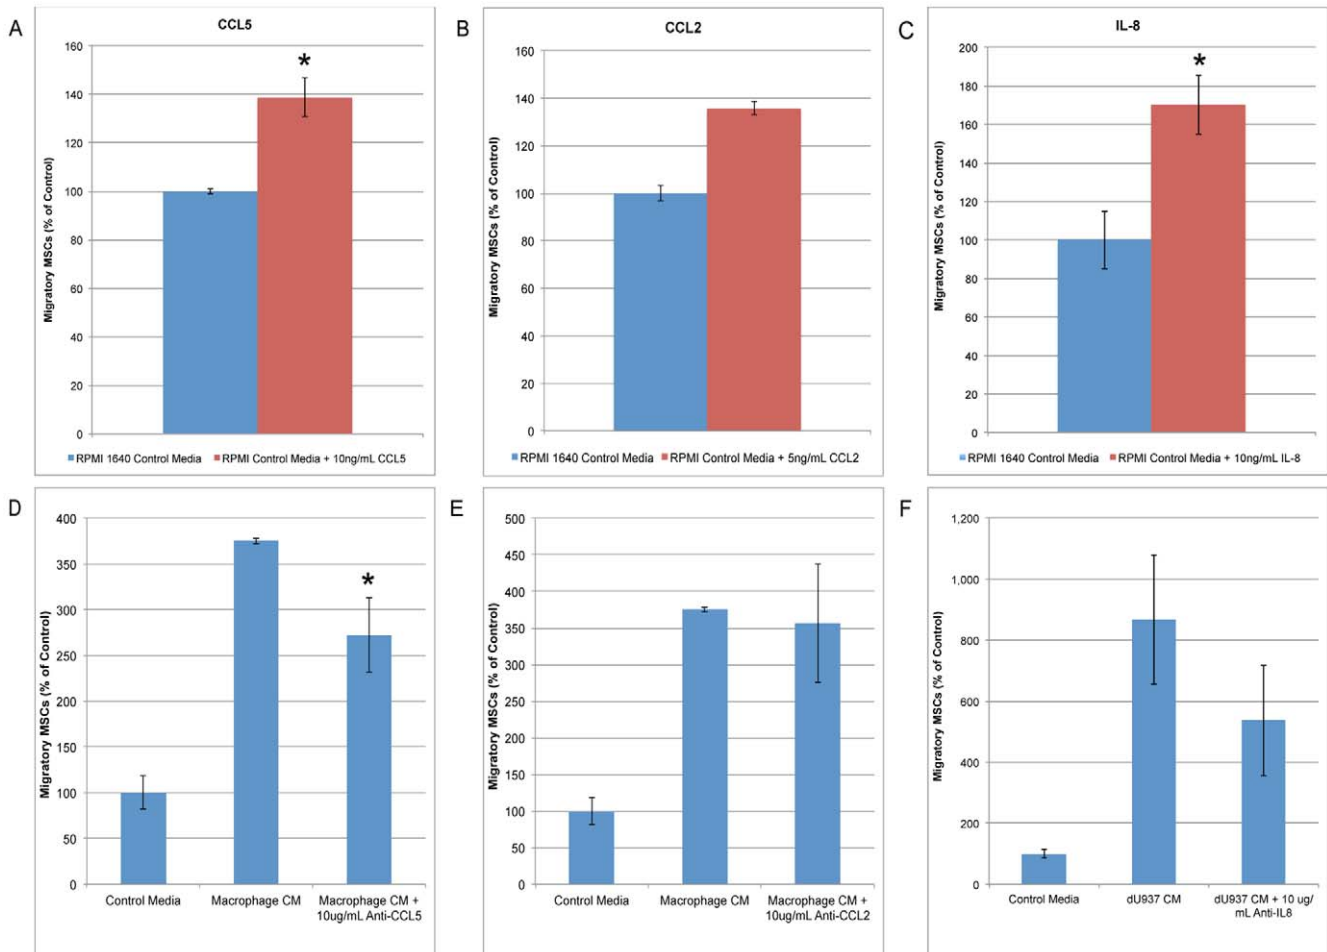 A
CCL5
Migratory MSCs (% of Control)
160
140
120
100
80
60
40
20
0
*
RPMI 1640 Control Media
RPMI Control Media + 10ng/mL CCL5
B
CCL2
Migratory MSCs (% of Control)
160
140
120
100
80
60
40
20
0
RPMI 1640 Control Media
RPMI Control Media + 5ng/mL CCL2
C
IL-8
Migratory MSCs (% of Control)
200
180
160
140
120
100
80
60
40
20
0
*
RPMI 1640 Control Media
RPMI Control Media + 10ng/mL IL-8
D
Migratory MSCs (% of Control)
400
350
300
250
200
150
100
50
0
*
Control Media
Macrophage CM
Macrophage CM +
10ug/mL Anti-CCL5
E
Migratory MSCs (% of Control)
500
450
400
350
300
250
200
150
100
50
0
Control Media
Macrophage CM
Macrophage CM +
10ug/mL Anti-CCL2
F
Migratory MSCs (% of Control)
1,200
1,000
800
600
400
200
0
Control Media
dU937 CM
dU937 CM + 10 ug/
mL Anti-IL8